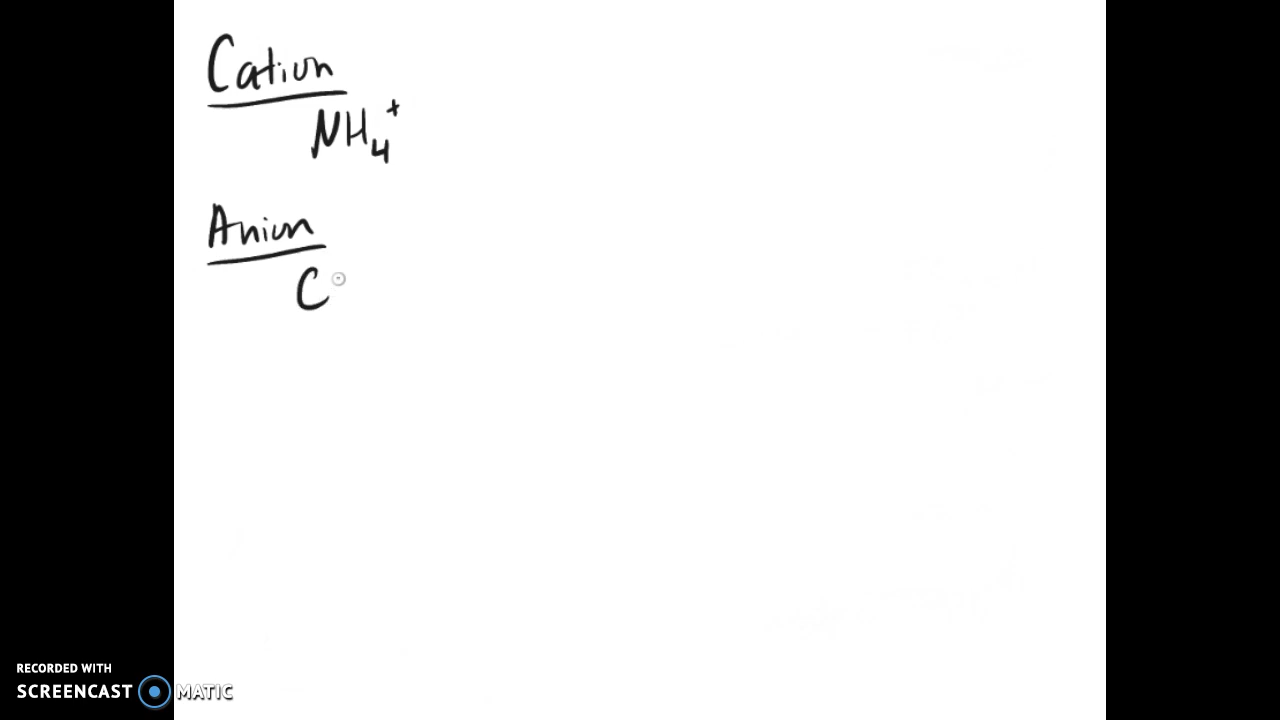 Cation
NH₄⁺
Anion
C
RECORDED WITH
SCREENCAST MATIC